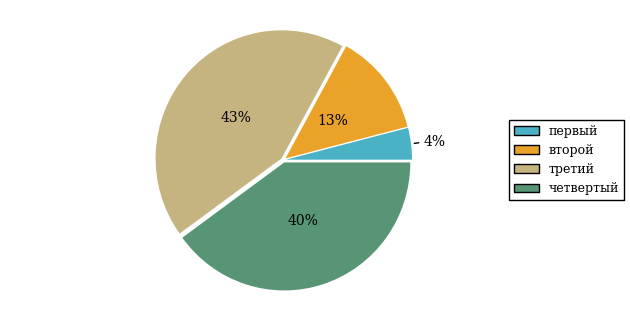 43%
13%
4%
40%
первый
второй
третий
четвертый